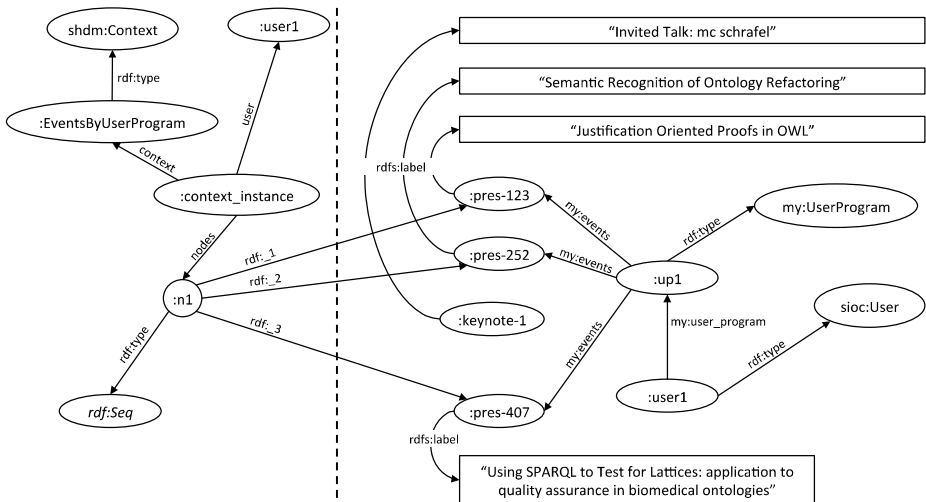 shdm:Context
:user1
rdf:type
user
:EventsByUserProgram
context
:context_instance
nodes
:n1
rdf:_1
rdf:_2
rdf:_3
rdf:type
rdf:Seq
“Invited Talk: mc schrafel”
“Semantic Recognition of Ontology Refactoring”
“Justification Oriented Proofs in OWL”
rdfs:label
:pres-123
:pres-252
:keynote-1
:pres-407
my:events
my:events
my:events
:up1
rdf:type
my:UserProgram
my:user_program
:user1
rdf:type
sioc:User
rdfs:label
“Using SPARQL to Test for Lattices: application to
quality assurance in biomedical ontologies”